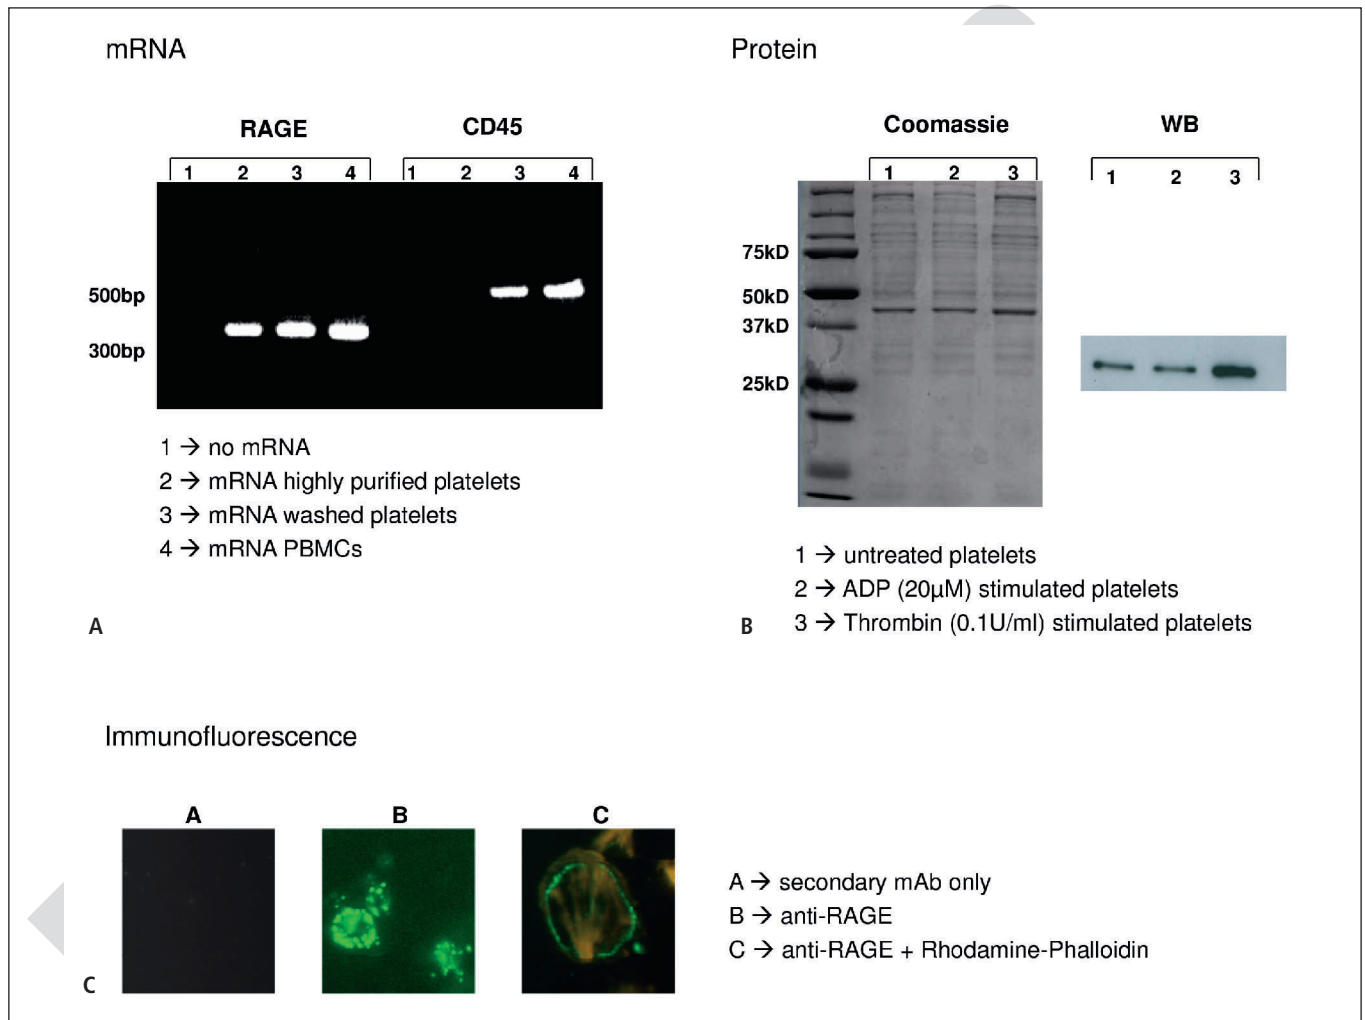 mRNA
RAGE CD45
1 2 3 4 1 2 3 4
500bp
300bp
1 → no mRNA
2 → mRNA highly purified platelets
3 → mRNA washed platelets
4 → mRNA PBMCs
A
Protein
Coomassie WB
1 2 3 1 2 3
75kD
50kD
37kD
25kD
1 → untreated platelets
2 → ADP (20µM) stimulated platelets
3 → Thrombin (0.1U/ml) stimulated platelets
B
Immunofluorescence
A B C
A → secondary mAb only
B → anti-RAGE
C → anti-RAGE + Rhodamine-Phalloidin
C